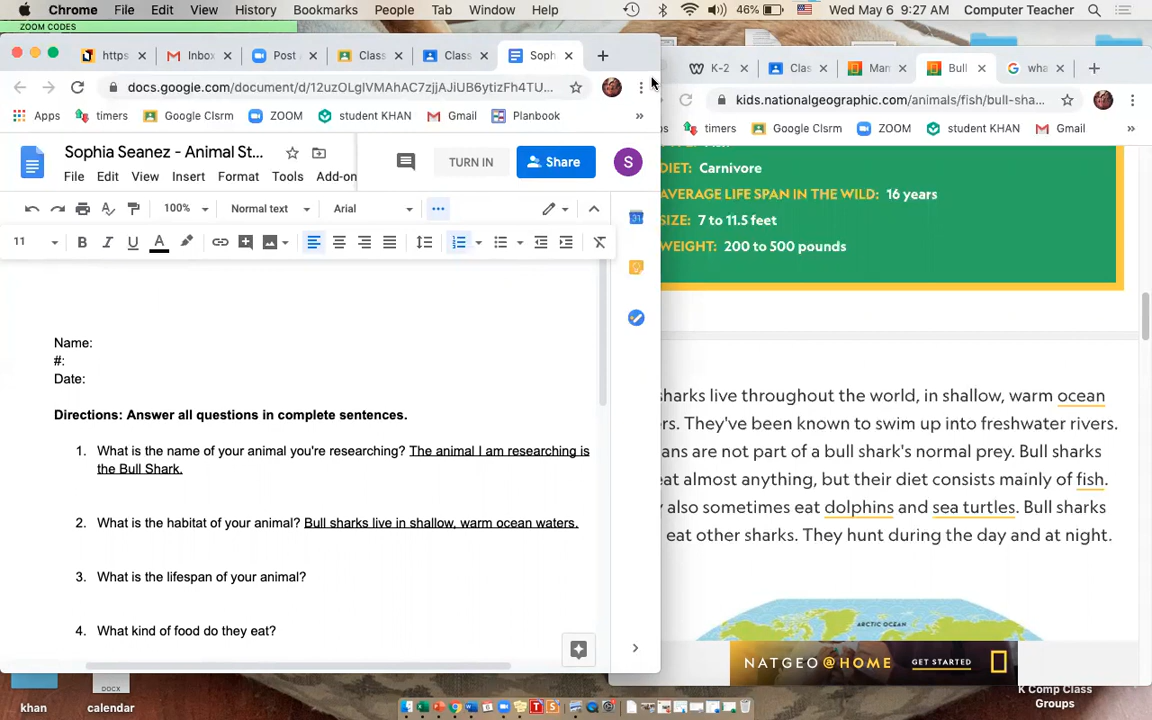 Chrome File Edit View History Bookmarks People Tab Window Help 46% Wed May 6 9:27 AM Computer Teacher
ZOOM CODES
https Inbox Post Class Class Soph
K-2 Clas Man Bull wha
docs.google.com/document/d/12uzOLglVMAhAC7zjjAJiUB6ytizFh4TU...
kids.nationalgeographic.com/animals/fish/bull-sha...
Apps timers Google Clsrm ZOOM student KHAN Gmail Planbook »
timers Google Clsrm ZOOM student KHAN Gmail »
Sophia Seanez - Animal St...
TURN IN
Share
S
File Edit View Insert Format Tools Add-on
100% Normal text Arial
11 B I U A
31
Name:
#:
Date:
Directions: Answer all questions in complete sentences.
1. What is the name of your animal you're researching? The animal I am researching is
the Bull Shark.
2. What is the habitat of your animal? Bull sharks live in shallow, warm ocean waters.
3. What is the lifespan of your animal?
4. What kind of food do they eat?
DIET: Carnivore
AVERAGE LIFE SPAN IN THE WILD: 16 years
SIZE: 7 to 11.5 feet
WEIGHT: 200 to 500 pounds
sharks live throughout the world, in shallow, warm ocean
rs. They've been known to swim up into freshwater rivers.
ans are not part of a bull shark's normal prey. Bull sharks
eat almost anything, but their diet consists mainly of fish.
also sometimes eat dolphins and sea turtles. Bull sharks
eat other sharks. They hunt during the day and at night.
ARCTIC OCEAN
NATGEO@HOME GET STARTED
khan
DOCX
calendar
K Comp Class
Groups